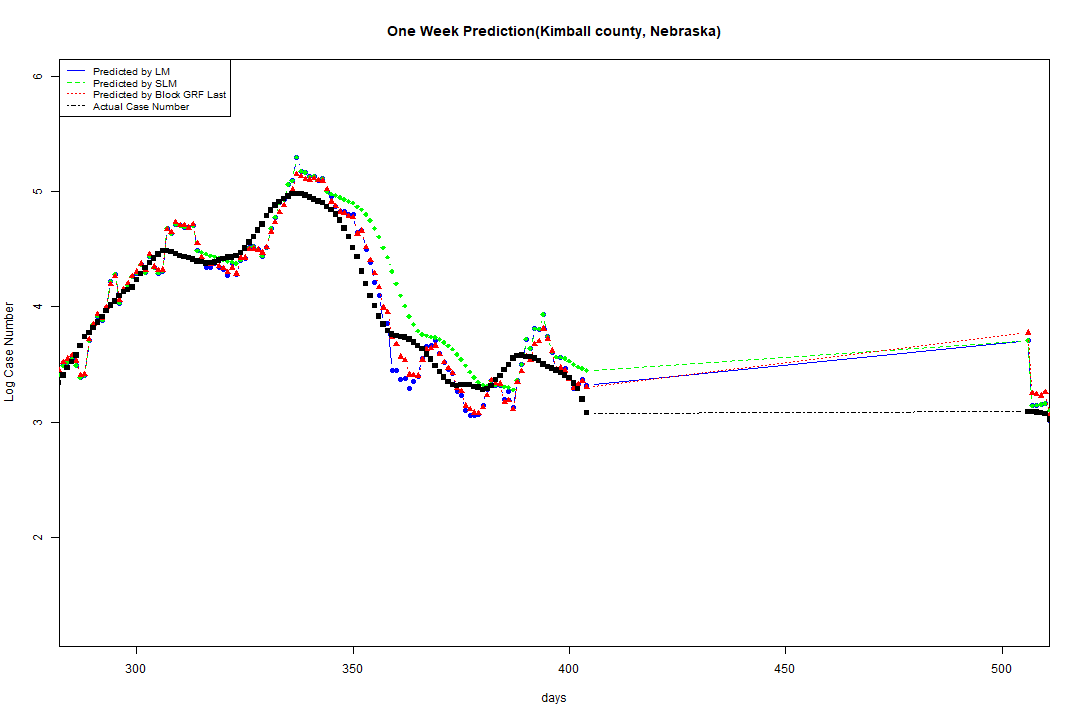 One Week Prediction(Kimball county, Nebraska)
Predicted by LM
Predicted by SLM
Predicted by Block GRF Last
Actual Case Number
6
5
4
3
2
Log Case Number
300 350 400 450 500
days